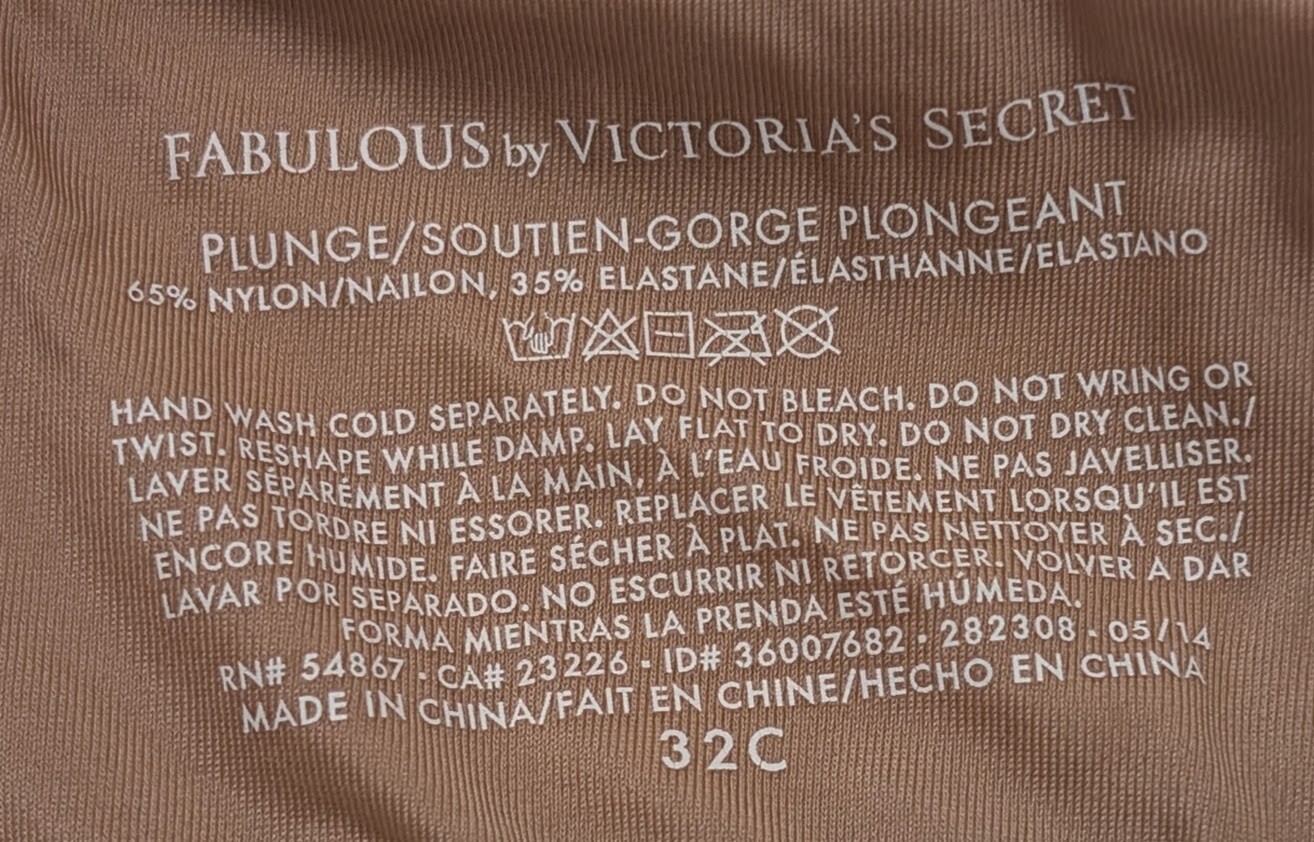 FABULOUS by VICTORIA'S SECRET
PLUNGE/SOUTIEN-GORGE PLONGEANT
65% NYLON/NAILON, 35% ELASTANE/ÉLASTHANNE/ELASTANO
HAND WASH COLD SEPARATELY. DO NOT BLEACH. DO NOT WRING OR
TWIST. RESHAPE WHILE DAMP. LAY FLAT TO DRY. DO NOT DRY CLEAN./
LAVER SÉPARÉMENT À LA MAIN, À L'EAU FROIDE. NE PAS JAVELLISER.
NE PAS TORDRE NI ESSORER. REPLACER LE VÊTEMENT LORSQU'IL EST
ENCORE HUMIDE. FAIRE SÉCHER À PLAT. NE PAS NETTOYER À SEC./
LAVAR POR SEPARADO. NO ESCURRIR NI RETORCER. VOLVER A DAR
FORMA MIENTRAS LA PRENDA ESTÉ HÚMEDA.
RN# 54867 · CA# 23226 · ID# 36007682 · 282308 · 05/14
MADE IN CHINA/FAIT EN CHINE/HECHO EN CHINA
32C